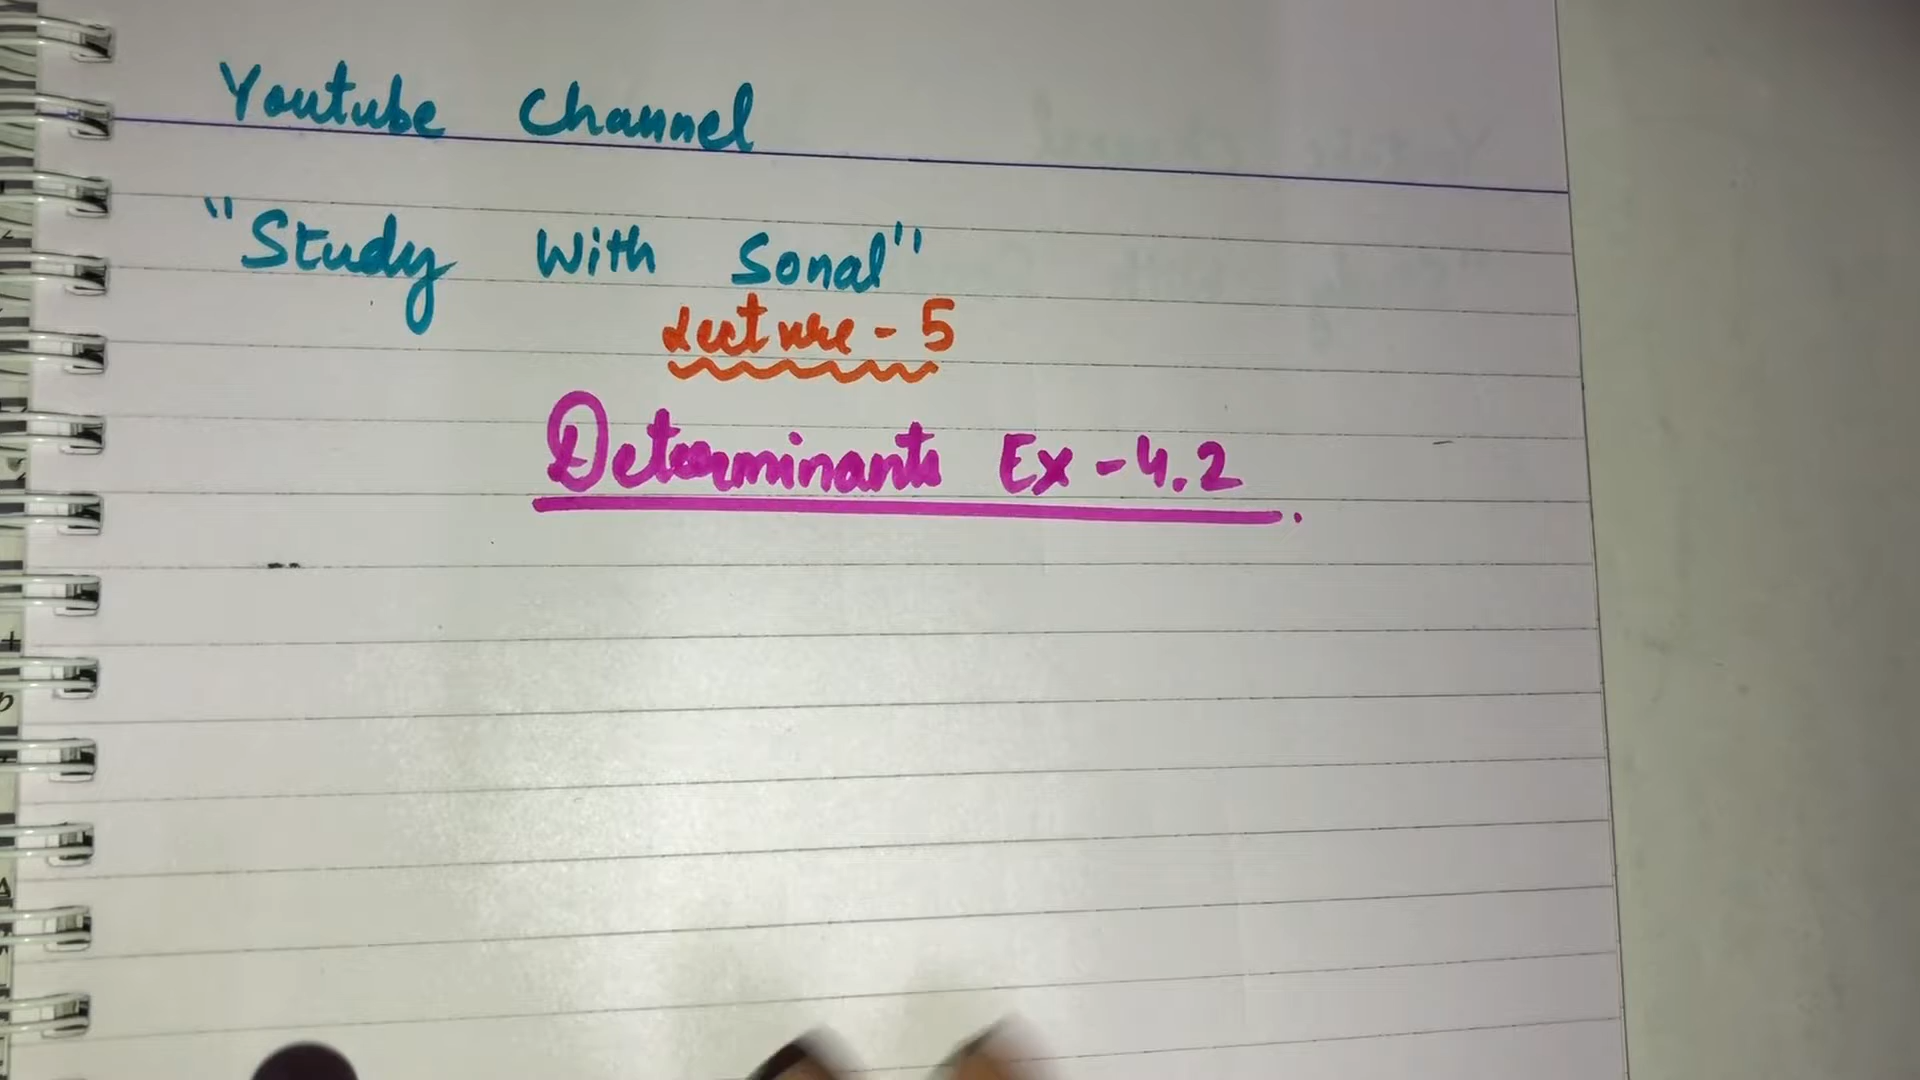 Youtube Channel
"Study With Sonal"
Lecture - 5
Determinants Ex - 4.2